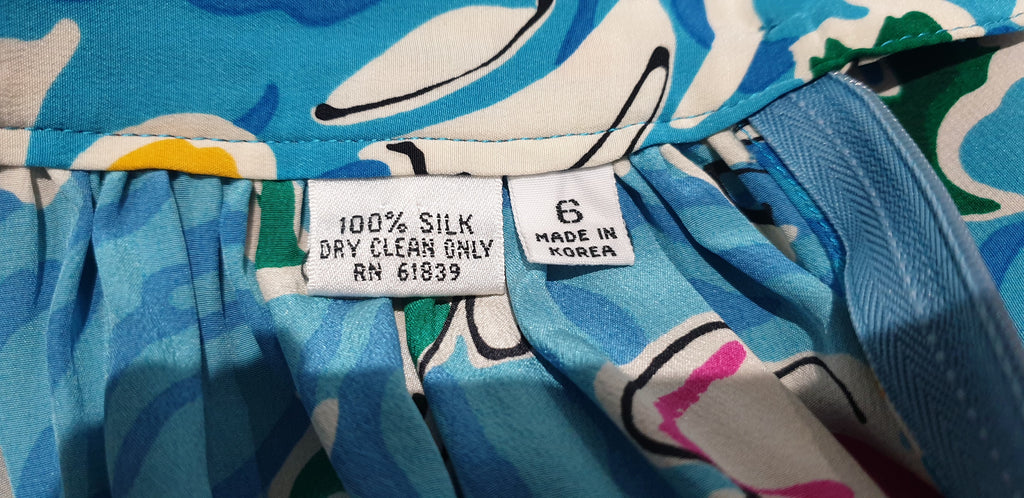 100% SILK
DRY CLEAN ONLY
RN 61839
6
MADE IN
KOREA